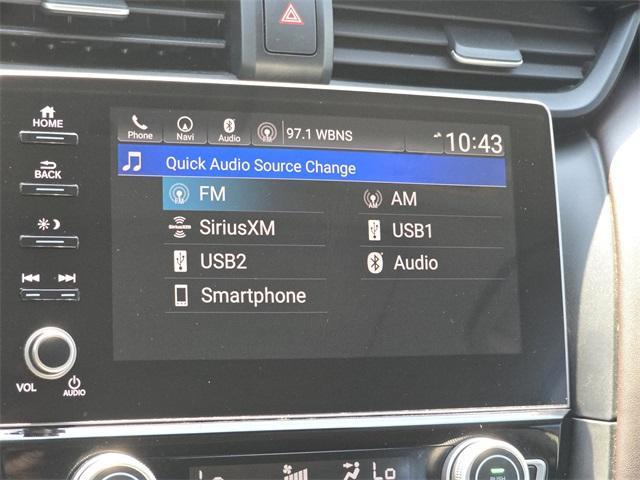 HOME
BACK
VOL
AUDIO
Phone
Navi
Audio
97.1 WBNS
10:43
Quick Audio Source Change
FM
AM
SiriusXM
USB1
USB2
Audio
Smartphone
Lo
PUSH